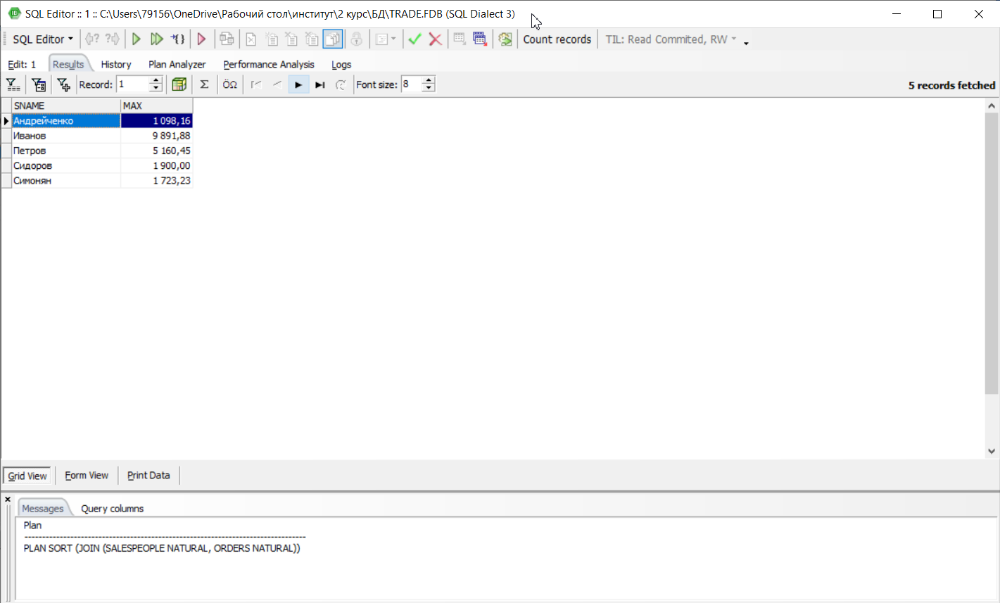 SQL Editor :: 1 :: C:\Users\79156\OneDrive\Рабочий стол\институт\2 курс\БД\TRADE.FDB (SQL Dialect 3)
SQL Editor Count records TIL: Read Commited, RW
Edit: 1 Results History Plan Analyzer Performance Analysis Logs
Record: 1 Σ ÖΩ Font size: 8 5 records fetched
SNAME MAX
Андрейченко 1 098,16
Иванов 9 891,88
Петров 5 160,45
Сидоров 1 900,00
Симонян 1 723,23
Grid View Form View Print Data
Messages Query columns
Plan
--------------------------------------------------------------------------------
PLAN SORT (JOIN (SALESPEOPLE NATURAL, ORDERS NATURAL))